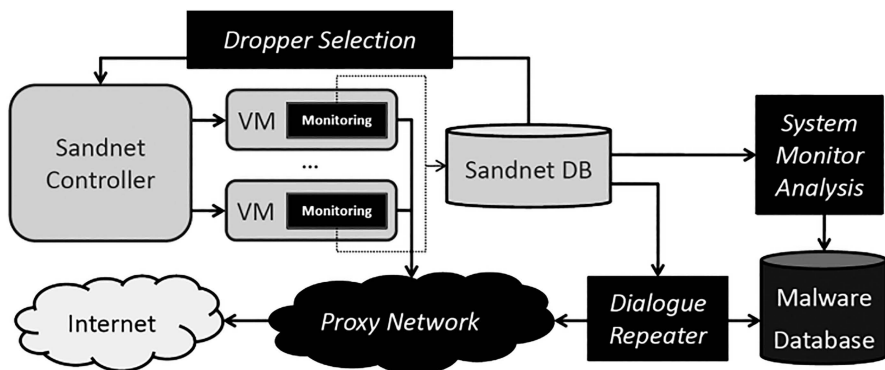 Dropper Selection
Sandnet
Controller
VM
Monitoring
...
VM
Monitoring
Sandnet DB
System
Monitor
Analysis
Internet
Proxy Network
Dialogue
Repeater
Malware
Database